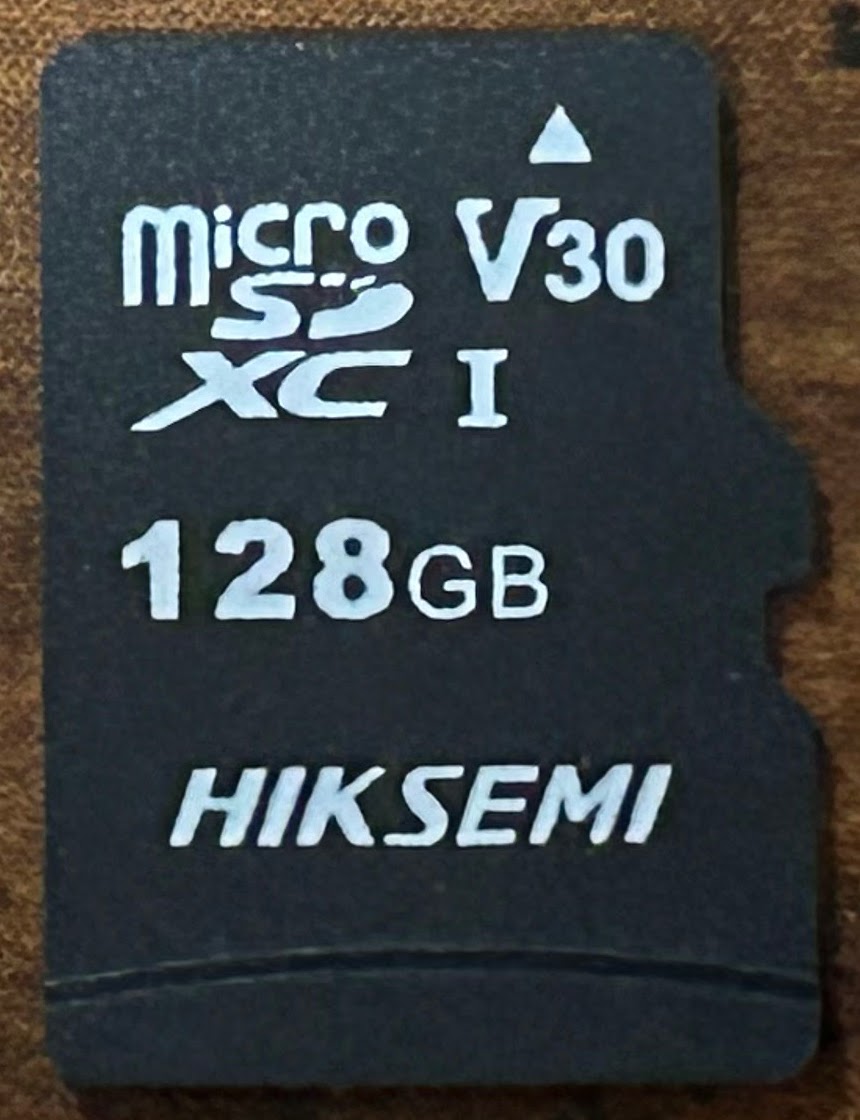 micro V30
SD
XC I
128GB
HIKSEMI